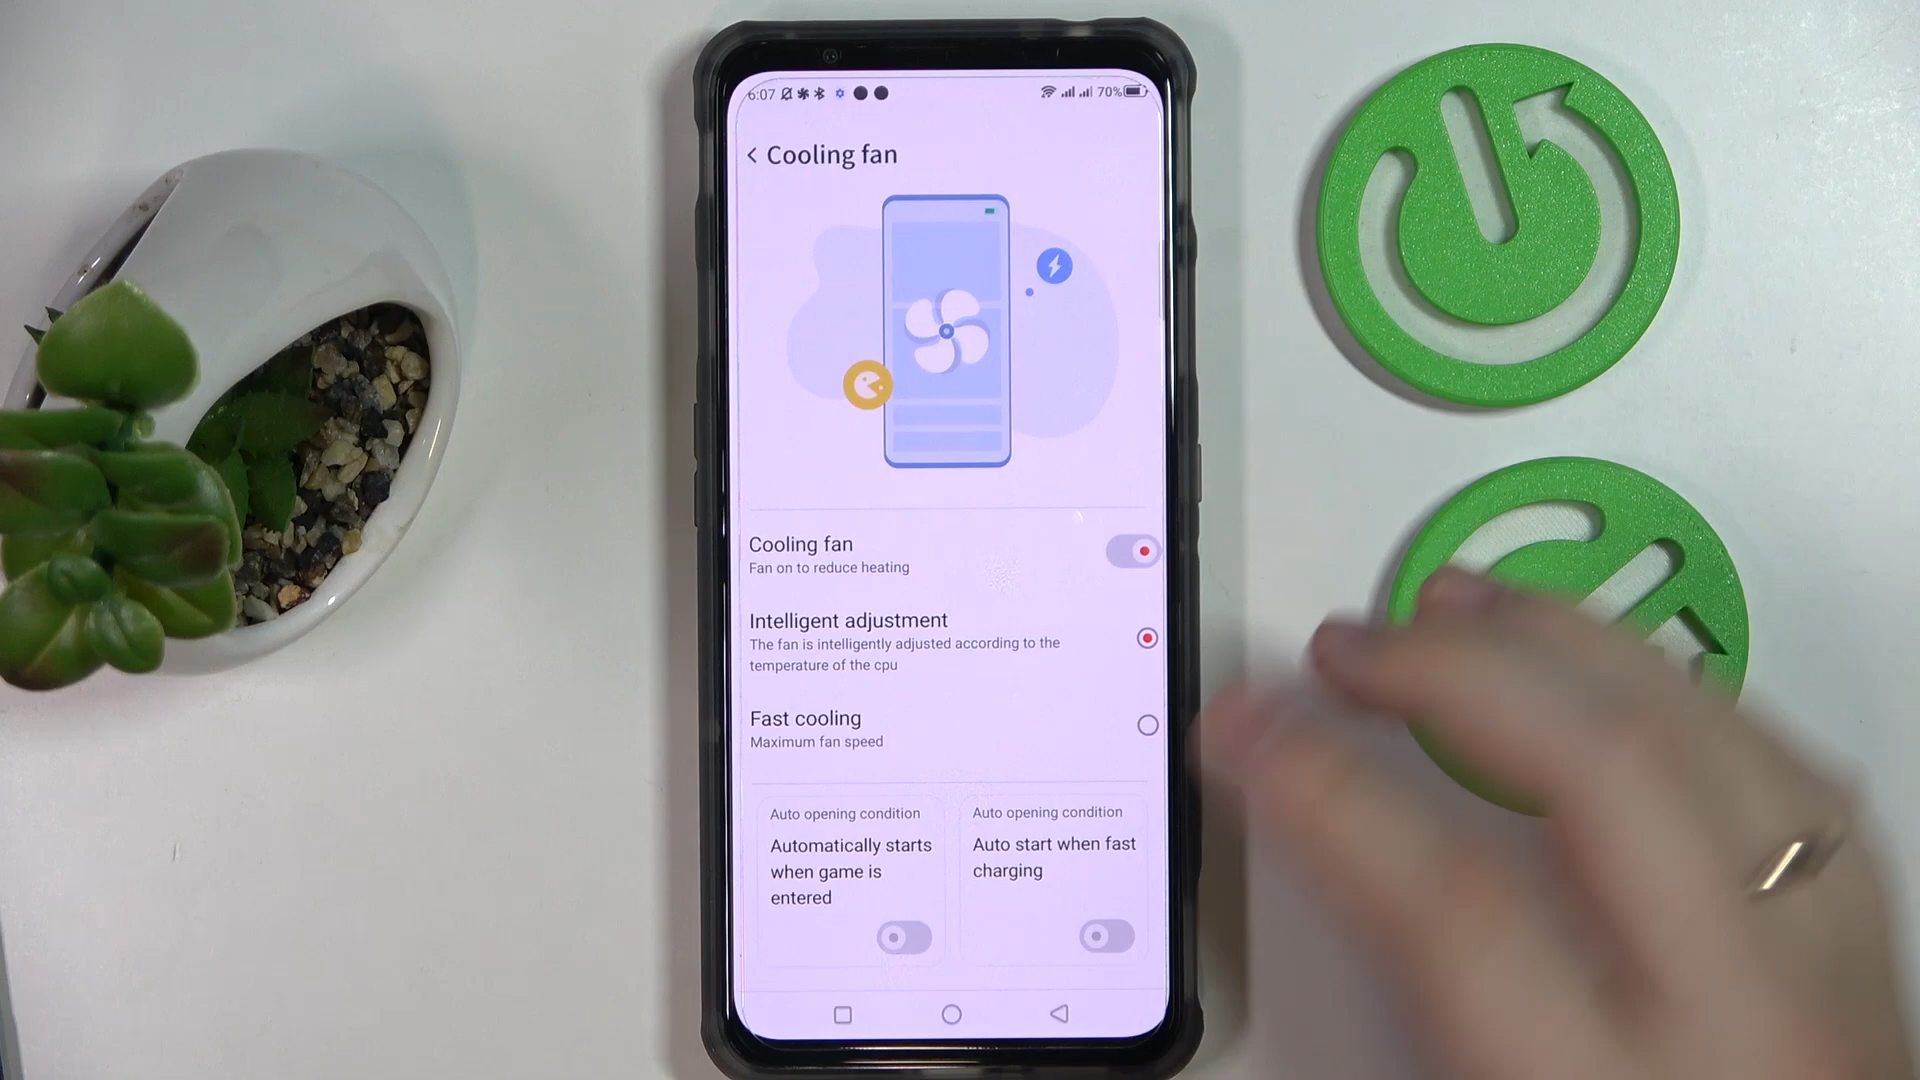 6:07
70%
Cooling fan
Cooling fan
Fan on to reduce heating
Intelligent adjustment
The fan is intelligently adjusted according to the
temperature of the cpu
Fast cooling
Maximum fan speed
Auto opening condition
Automatically starts
when game is
entered
Auto opening condition
Auto start when fast
charging